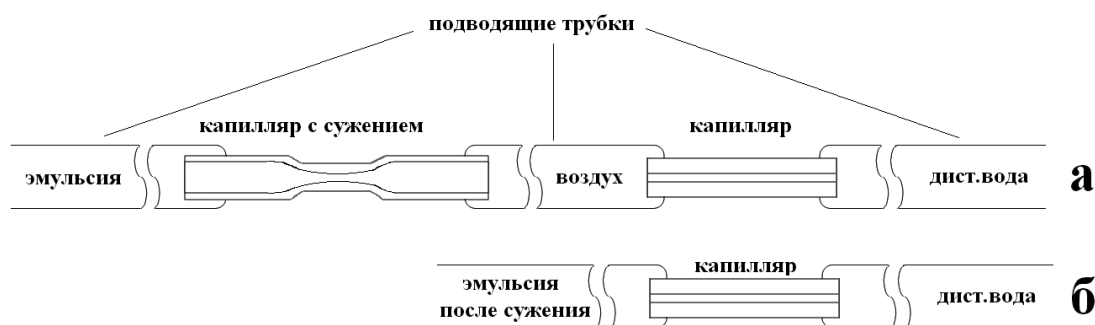 подводящие трубки
капилляр с сужением
капилляр
эмульсия
воздух
дист.вода
а
капилляр
эмульсия
после сужения
дист.вода
б